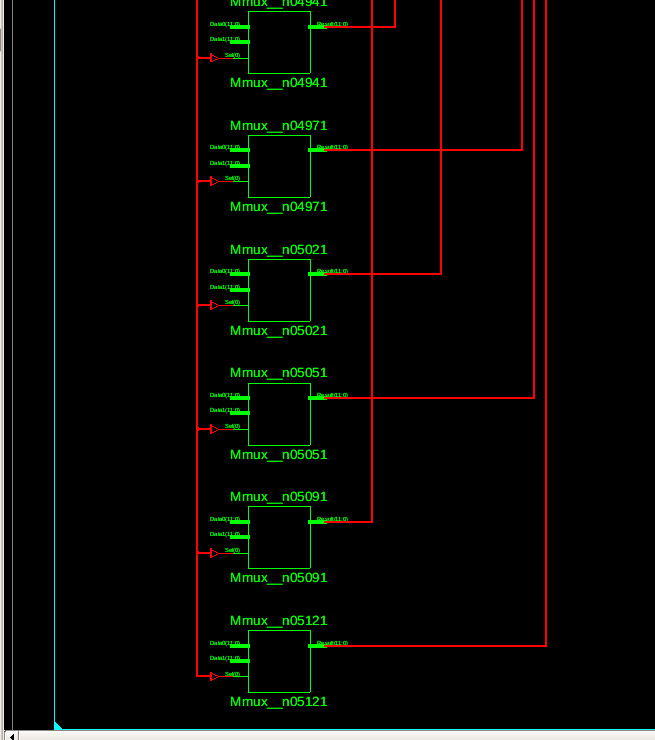 Mmux__n04941
Data0(11:0)
Result(11:0)
Data1(11:0)
Sel(0)
Mmux__n04941
Mmux__n04971
Data0(11:0)
Result(11:0)
Data1(11:0)
Sel(0)
Mmux__n04971
Mmux__n05021
Data0(11:0)
Result(11:0)
Data1(11:0)
Sel(0)
Mmux__n05021
Mmux__n05051
Data0(11:0)
Result(11:0)
Data1(11:0)
Sel(0)
Mmux__n05051
Mmux__n05091
Data0(11:0)
Result(11:0)
Data1(11:0)
Sel(0)
Mmux__n05091
Mmux__n05121
Data0(11:0)
Result(11:0)
Data1(11:0)
Sel(0)
Mmux__n05121